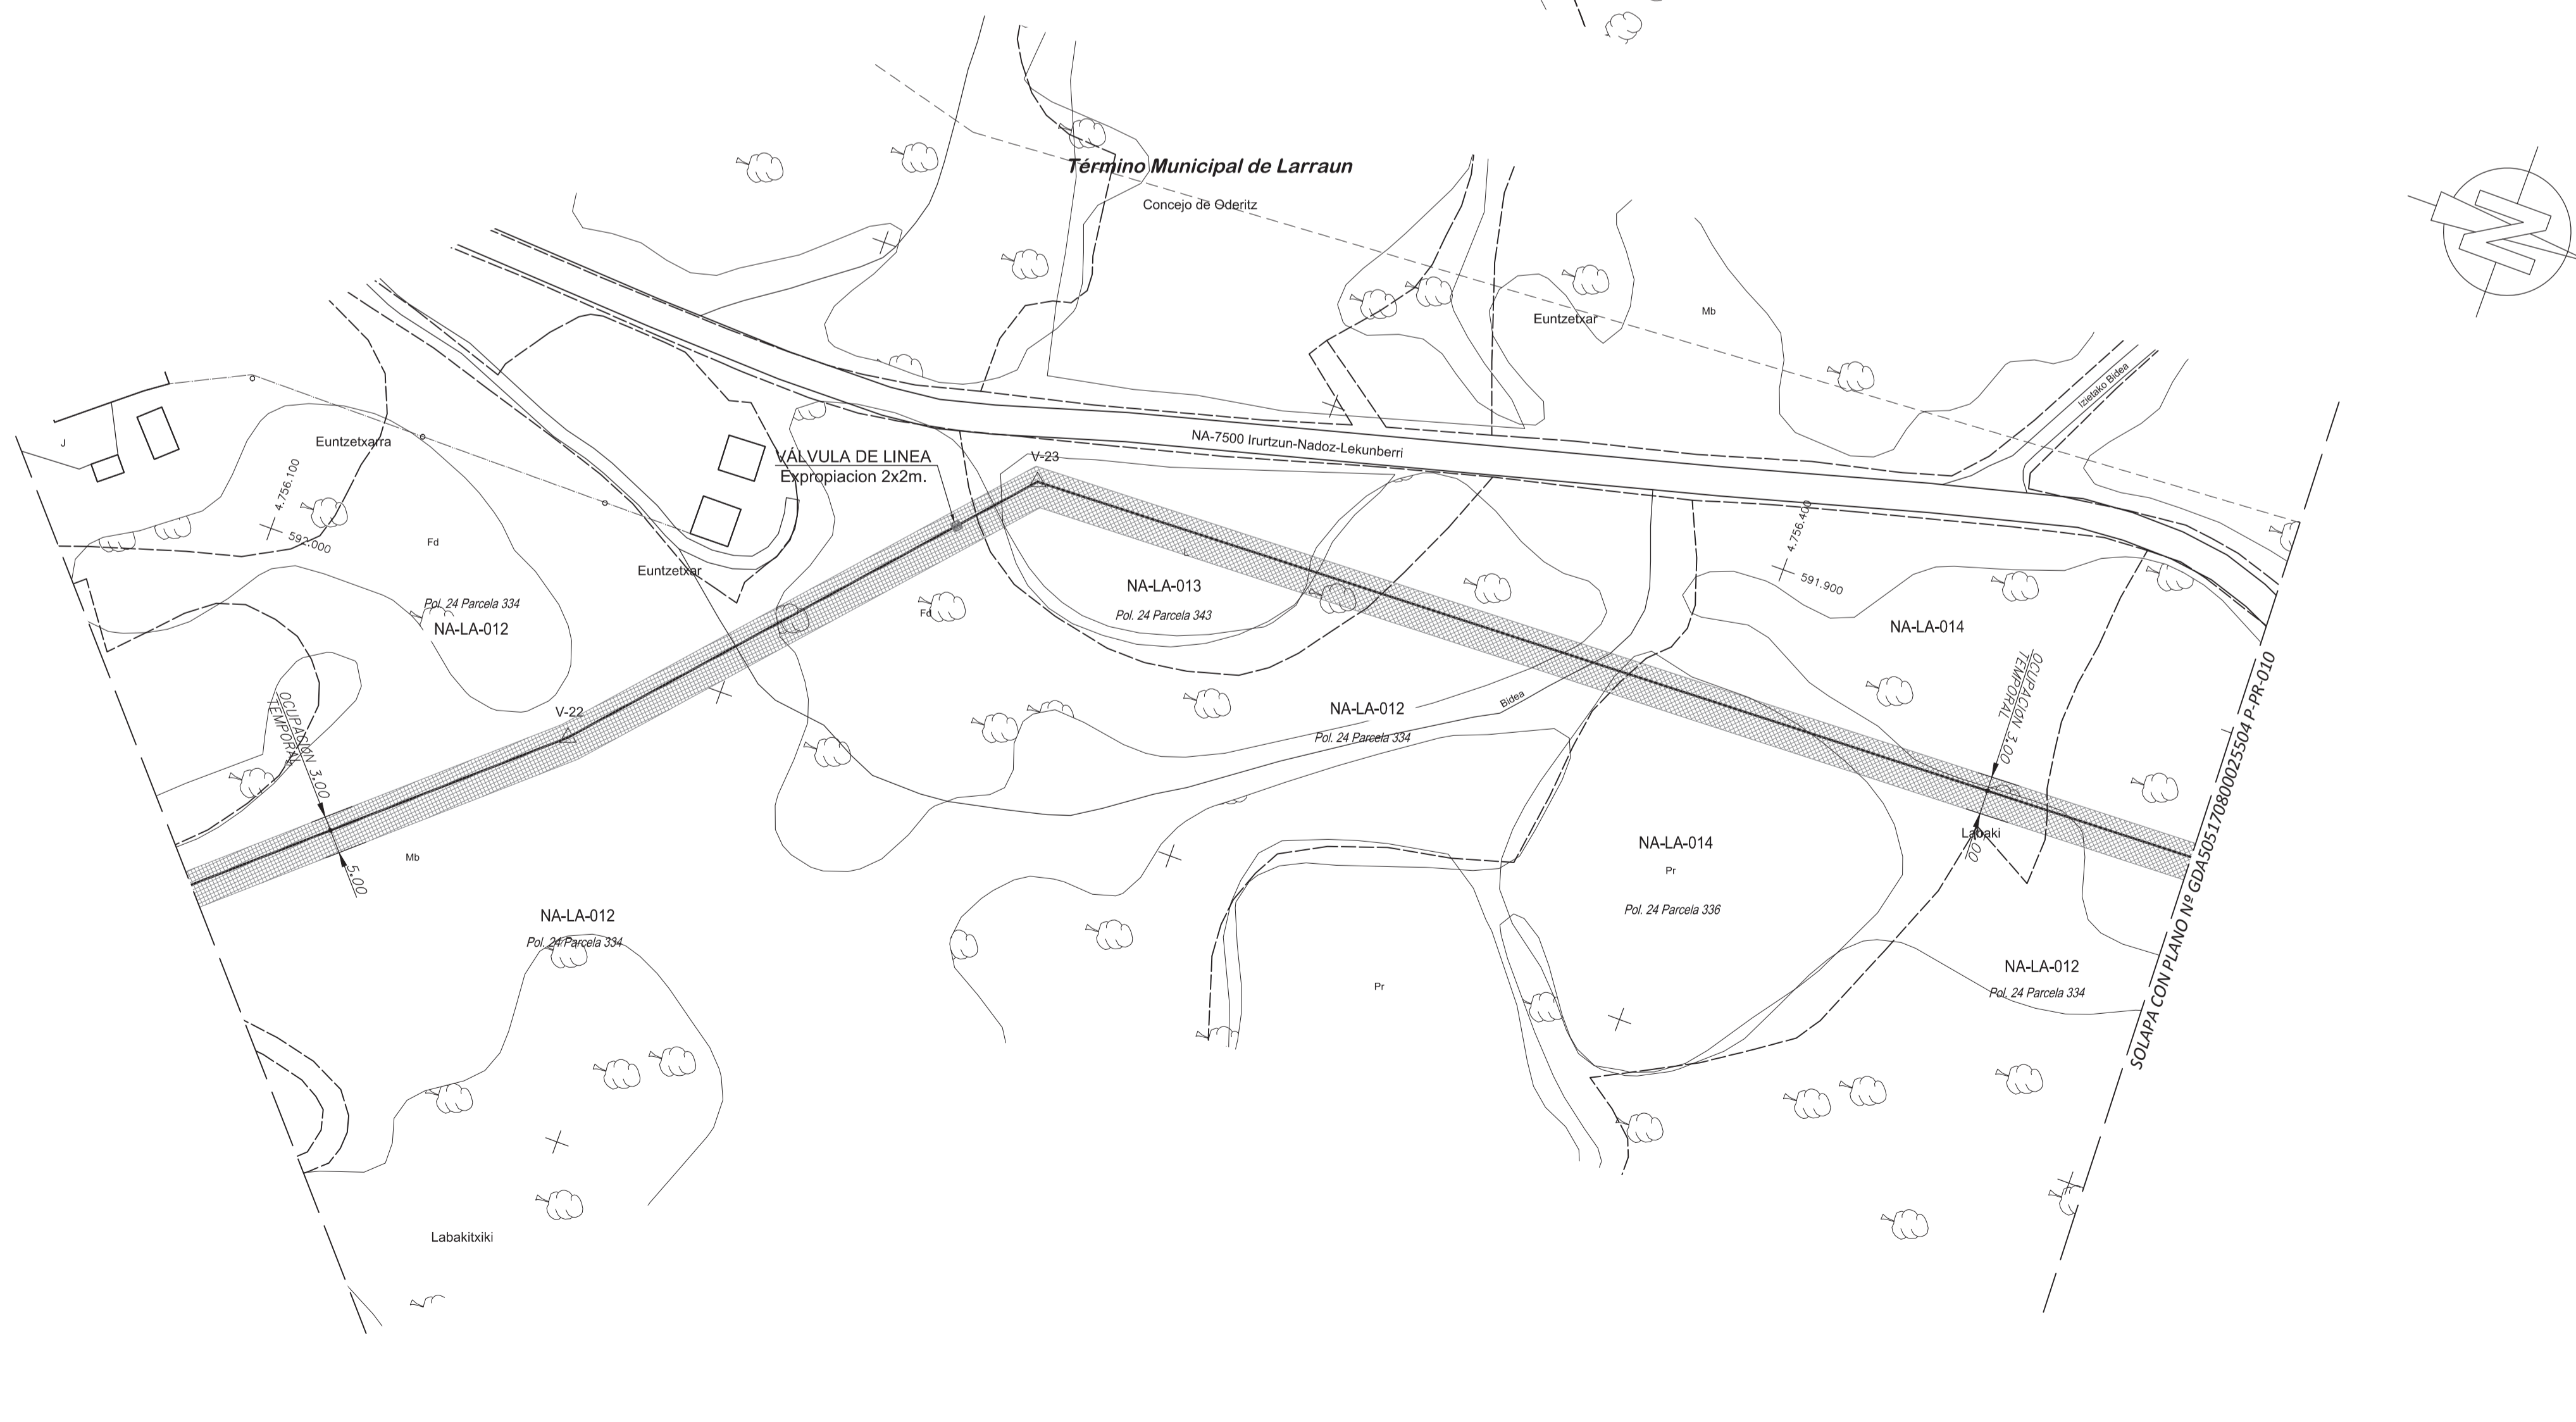 Término Municipal de Larraun
Concejo de Oderitz
Euntzetxar
Mb
Izietako Bidea
NA-7500 Irurtzun-Nadoz-Lekunberri
J
Euntzetxarra
4.756.100
592.000
Fd
VÁLVULA DE LINEA
Expropiacion 2x2m.
V-23
4.756.400
591.900
Euntzetxar
Pol. 24 Parcela 334
NA-LA-012
Fd
NA-LA-013
Pol. 24 Parcela 343
NA-LA-014
OCUPACION
TEMPORAL
3.00
5.00
V-22
OCUPACION
TEMPORAL
3.00
5.00
NA-LA-012
Pol. 24 Parcela 334
Bidea
Labaki
Mb
NA-LA-014
Pr
Pol. 24 Parcela 336
NA-LA-012
Pol. 24 Parcela 334
NA-LA-012
Pol. 24 Parcela 334
Pr
SOLAPA CON PLANO Nº GDA505170800025504 P-PR-010
Labakitxiki